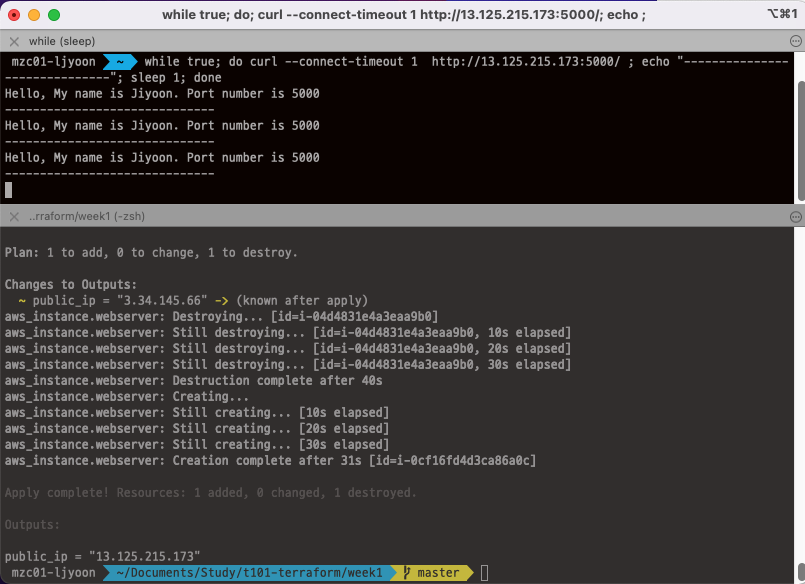 while true; do; curl --connect-timeout 1 http://13.125.215.173:5000/; echo ;
⌥⌘1
while (sleep)
mzc01-ljyoon ~ while true; do curl --connect-timeout 1  http://13.125.215.173:5000/ ; echo "---------------
---------------"; sleep 1; done
Hello, My name is Jiyoon. Port number is 5000
------------------------------
Hello, My name is Jiyoon. Port number is 5000
------------------------------
Hello, My name is Jiyoon. Port number is 5000
------------------------------
..rraform/week1 (-zsh)
Plan: 1 to add, 0 to change, 1 to destroy.
Changes to Outputs:
~ public_ip = "3.34.145.66" -> (known after apply)
aws_instance.webserver: Destroying... [id=i-04d4831e4a3eaa9b0]
aws_instance.webserver: Still destroying... [id=i-04d4831e4a3eaa9b0, 10s elapsed]
aws_instance.webserver: Still destroying... [id=i-04d4831e4a3eaa9b0, 20s elapsed]
aws_instance.webserver: Still destroying... [id=i-04d4831e4a3eaa9b0, 30s elapsed]
aws_instance.webserver: Destruction complete after 40s
aws_instance.webserver: Creating...
aws_instance.webserver: Still creating... [10s elapsed]
aws_instance.webserver: Still creating... [20s elapsed]
aws_instance.webserver: Still creating... [30s elapsed]
aws_instance.webserver: Creation complete after 31s [id=i-0cf16fd4d3ca86a0c]
Apply complete! Resources: 1 added, 0 changed, 1 destroyed.
Outputs:
public_ip = "13.125.215.173"
mzc01-ljyoon ~/Documents/Study/t101-terraform/week1 master